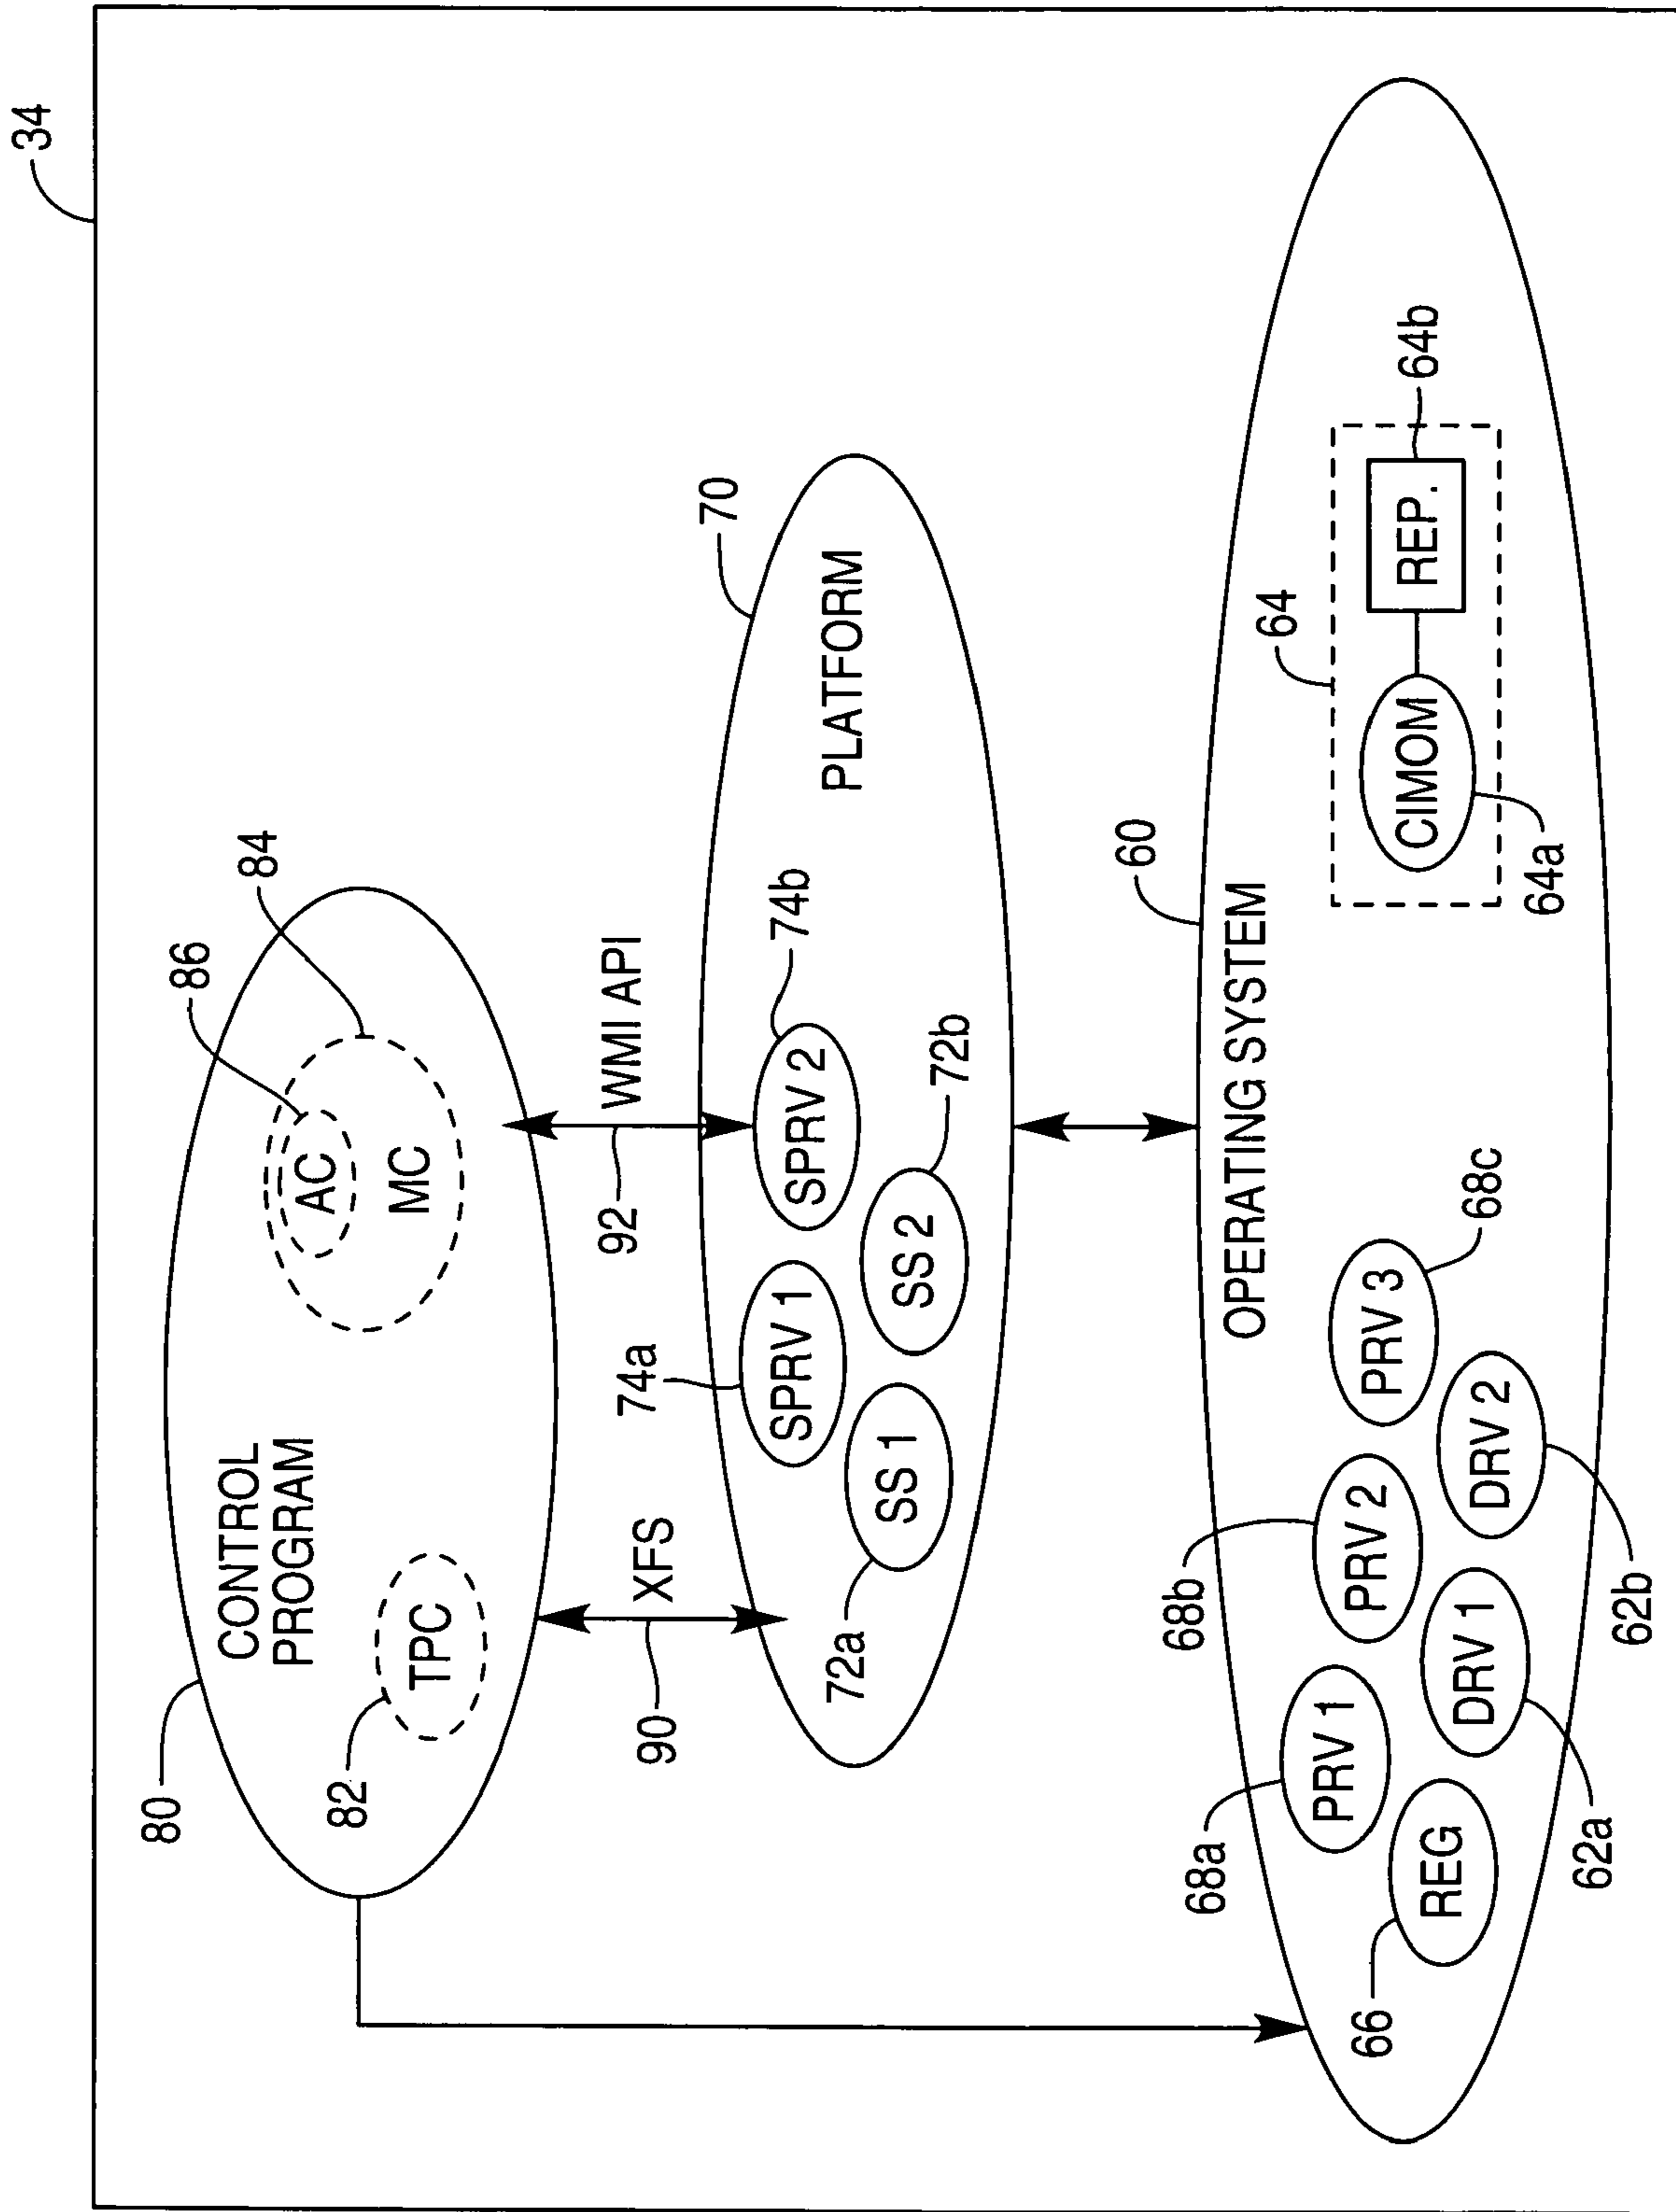 34
80
CONTROL
PROGRAM
82
TPC
86
84
AC
MC
90
XFS
92
WMI API
70
PLATFORM
74a
SPRV 1
74b
SPRV 2
72a
SS 1
SS 2
72b
60
OPERATING SYSTEM
68a
PRV 1
68b
PRV 2
PRV 3
68c
66
REG
DRV 1
62a
DRV 2
62b
64
CIMOM
64a
REP.
64b